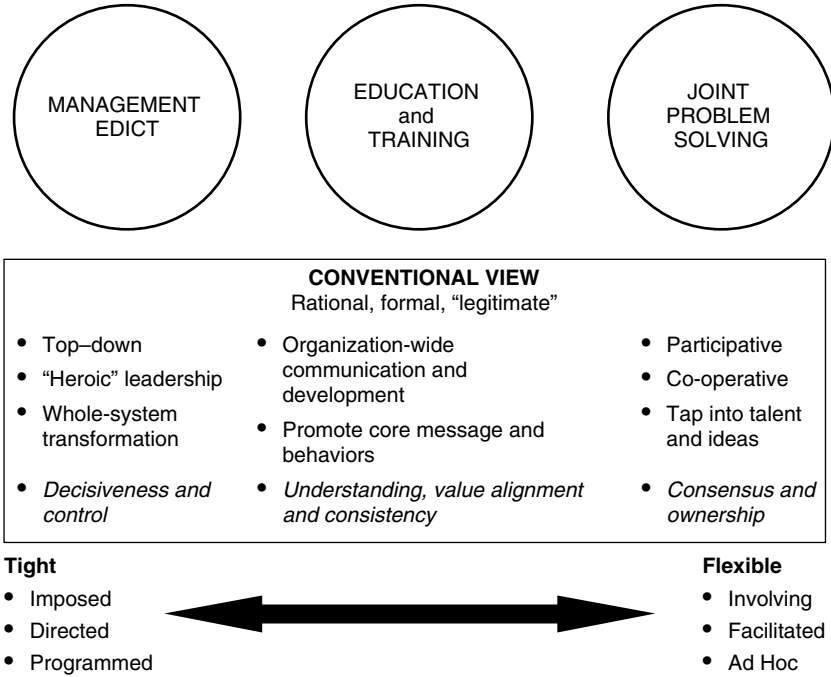 MANAGEMENT
EDICT
EDUCATION
and
TRAINING
JOINT
PROBLEM
SOLVING
CONVENTIONAL VIEW
Rational, formal, “legitimate”
• Top–down
• “Heroic” leadership
• Whole-system
transformation
• Decisiveness and
control
• Organization-wide
communication and
development
• Promote core message and
behaviors
• Understanding, value alignment
and consistency
• Participative
• Co-operative
• Tap into talent
and ideas
• Consensus and
ownership
Tight
• Imposed
• Directed
• Programmed
Flexible
• Involving
• Facilitated
• Ad Hoc